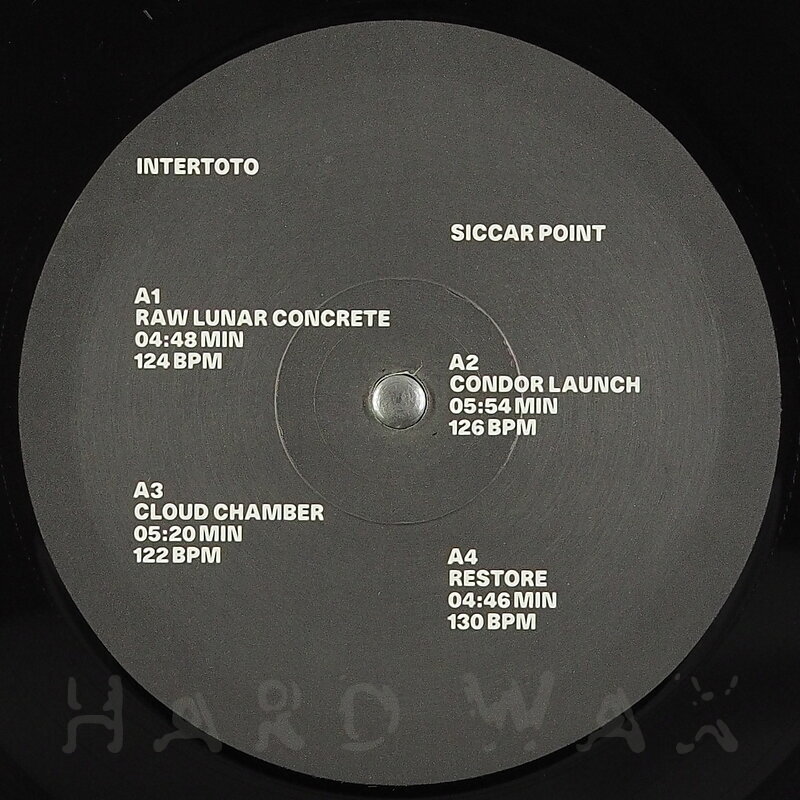 INTERTOTO
SICCAR POINT
A1
RAW LUNAR CONCRETE
04:48 MIN
124 BPM
A2
CONDOR LAUNCH
05:54 MIN
126 BPM
A3
CLOUD CHAMBER
05:20 MIN
122 BPM
A4
RESTORE
04:46 MIN
130 BPM
HARD WAX